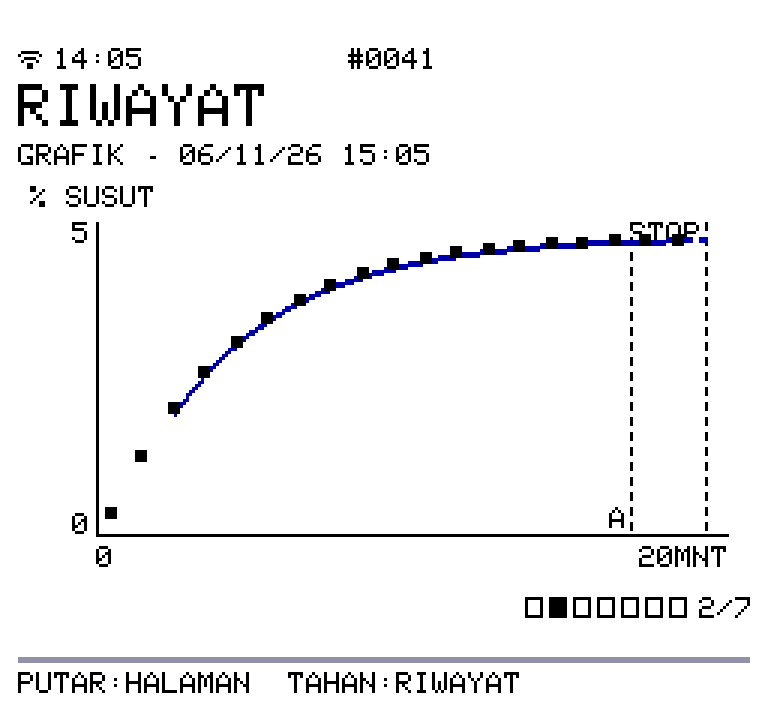 14:05 #0041
RIWAYAT
GRAFIK - 06/11/26 15:05
% SUSUT
5 STOP
0 A
0 20MNT
2/7
PUTAR:HALAMAN TAHAN:RIWAYAT